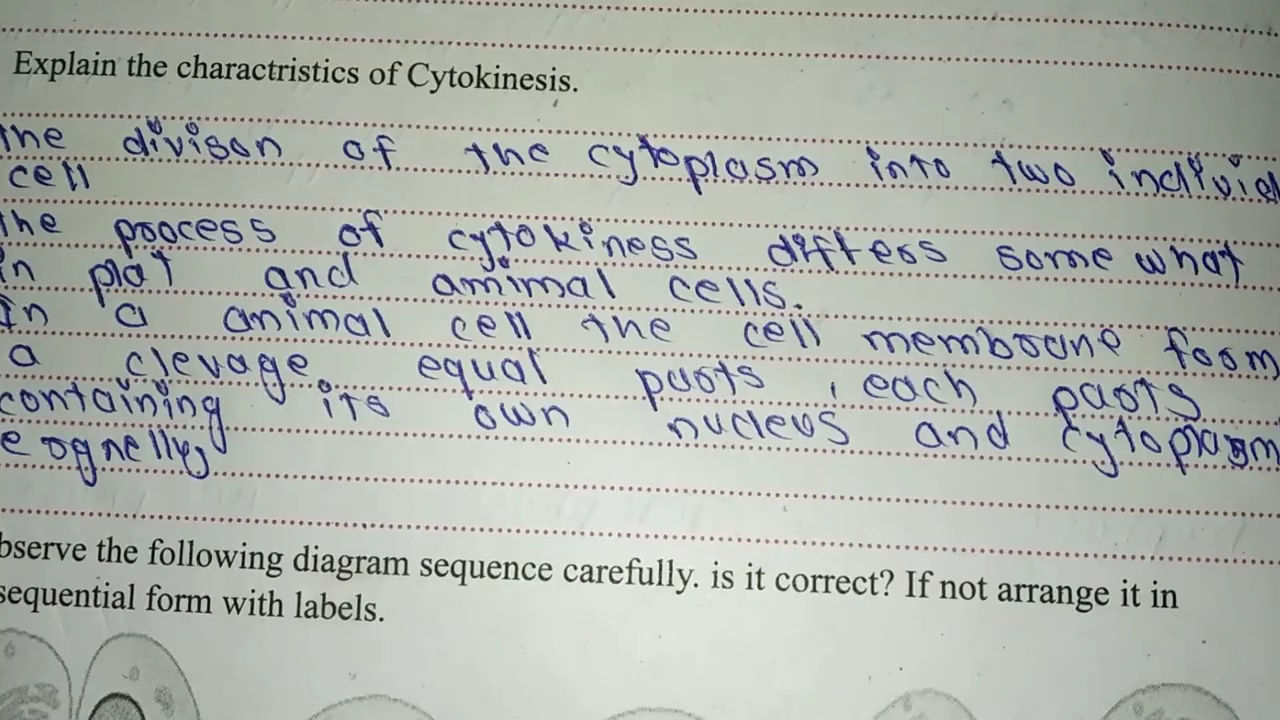 Explain the charactristics of Cytokinesis.
the divison of the cytoplasm into two individ
cell
the process of cytokiness differs some what
in plat and animal cells.
In a animal cell the cell membrane form
a clevage equal parts, each parts
containing its own nucleus and cytoplasm
e ognelly
bserve the following diagram sequence carefully. is it correct? If not arrange it in
sequential form with labels.